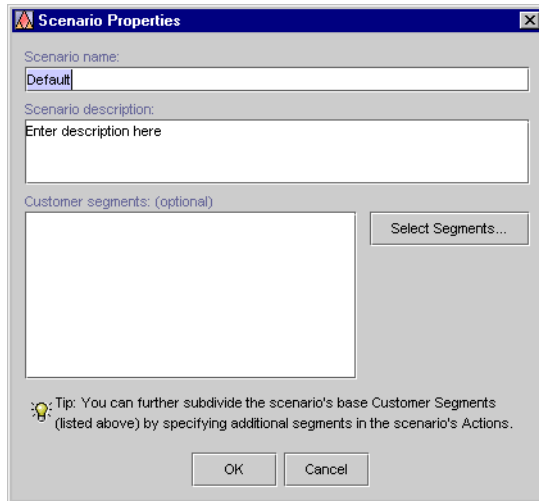 Scenario Properties
Scenario name:
Default
Scenario description:
Enter description here
Customer segments: (optional)
Select Segments...
Tip: You can further subdivide the scenario's base Customer Segments
(listed above) by specifying additional segments in the scenario's Actions.
OK
Cancel